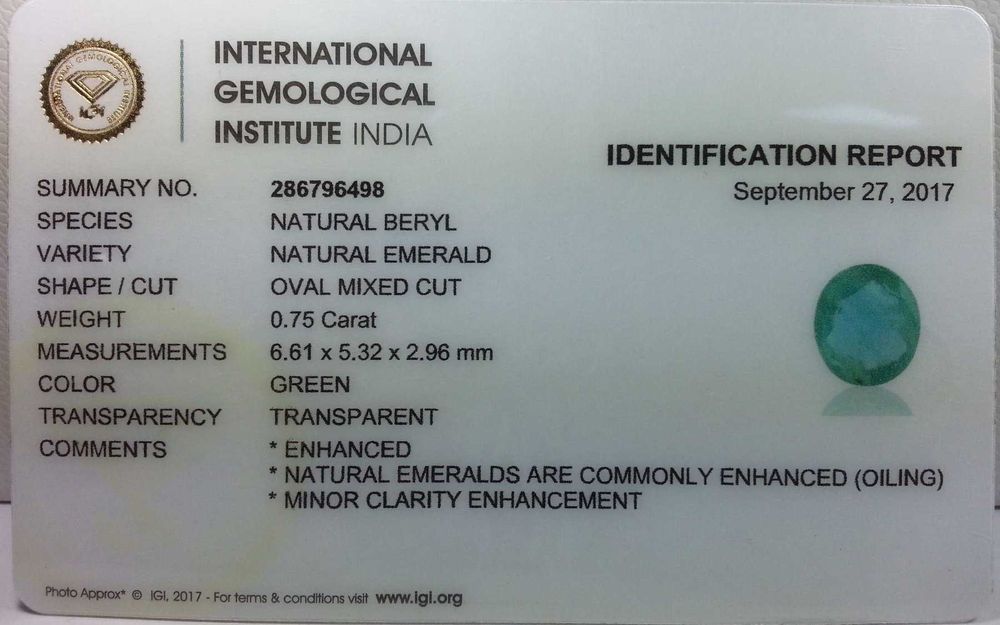 INTERNATIONAL
GEMOLOGICAL
INSTITUTE INDIA
IGI
IDENTIFICATION REPORT
September 27, 2017
SUMMARY NO. 286796498
SPECIES NATURAL BERYL
VARIETY NATURAL EMERALD
SHAPE / CUT OVAL MIXED CUT
WEIGHT 0.75 Carat
MEASUREMENTS 6.61 x 5.32 x 2.96 mm
COLOR GREEN
TRANSPARENCY TRANSPARENT
COMMENTS * ENHANCED
* NATURAL EMERALDS ARE COMMONLY ENHANCED (OILING)
* MINOR CLARITY ENHANCEMENT
Photo Approx* © IGI, 2017 - For terms & conditions visit www.igi.org